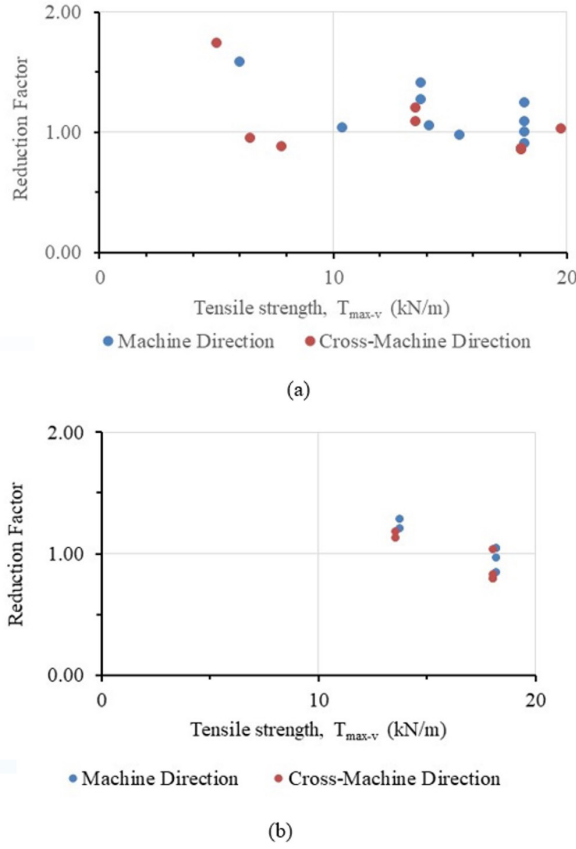 2.00
Reduction Factor
1.00
0.00
0 10 20
Tensile strength, Tmax-v (kN/m)
Machine Direction Cross-Machine Direction
(a)
2.00
Reduction Factor
1.00
0.00
0 10 20
Tensile strength, Tmax-v (kN/m)
Machine Direction Cross-Machine Direction
(b)